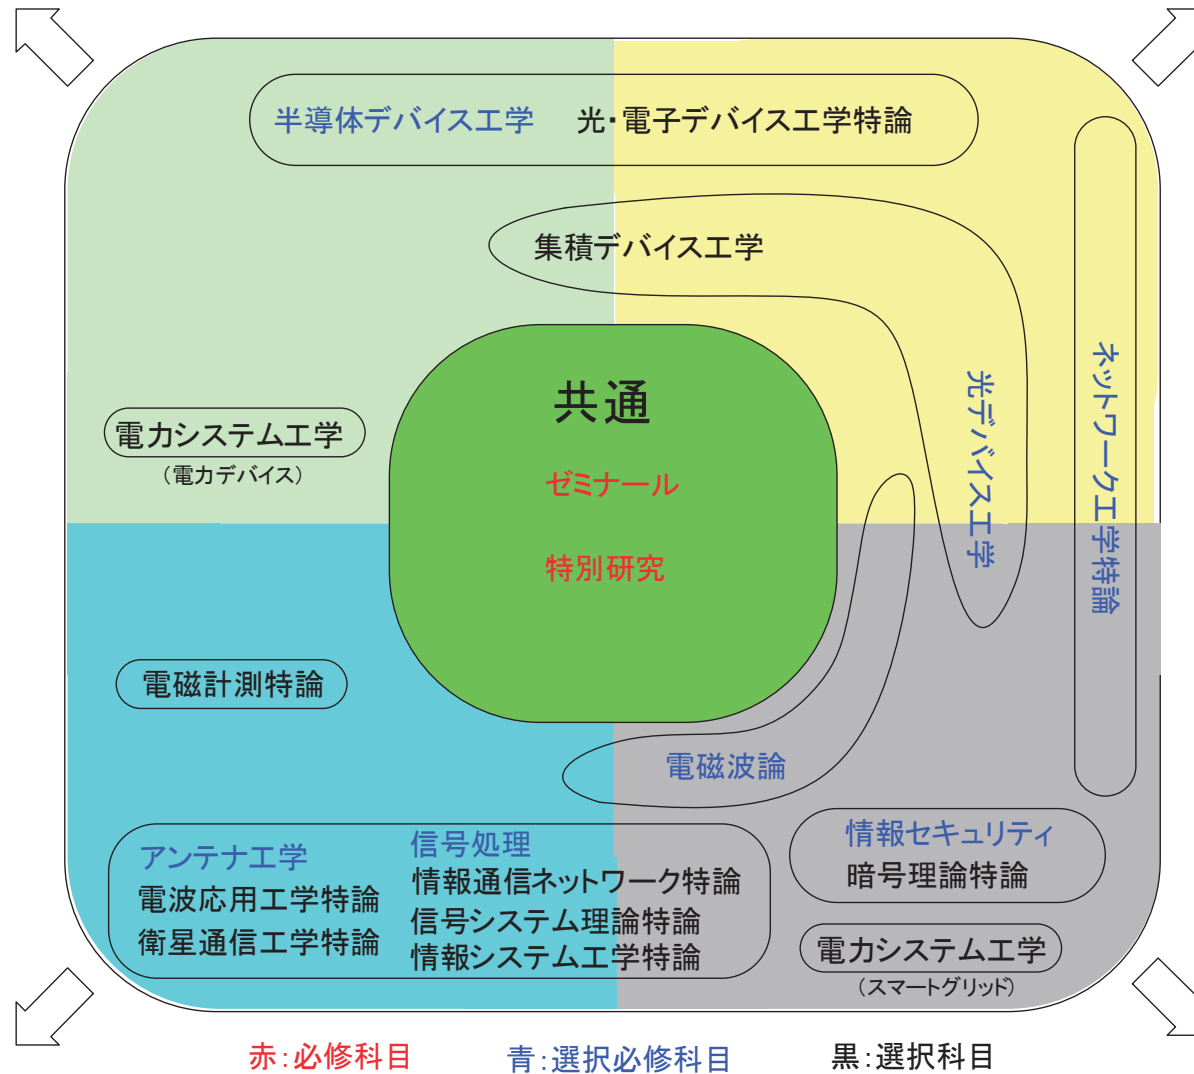 半導体デバイス工学 光・電子デバイス工学特論
集積デバイス工学
共通
ゼミナール
特別研究
光デバイス工学
ネットワーク工学特論
電力システム工学
(電力デバイス)
電磁計測特論
電磁波論
アンテナ工学
電波応用工学特論
衛星通信工学特論
信号処理
情報通信ネットワーク特論
信号システム理論特論
情報システム工学特論
情報セキュリティ
暗号理論特論
電力システム工学
(スマートグリッド)
赤:必修科目 青:選択必修科目 黒:選択科目